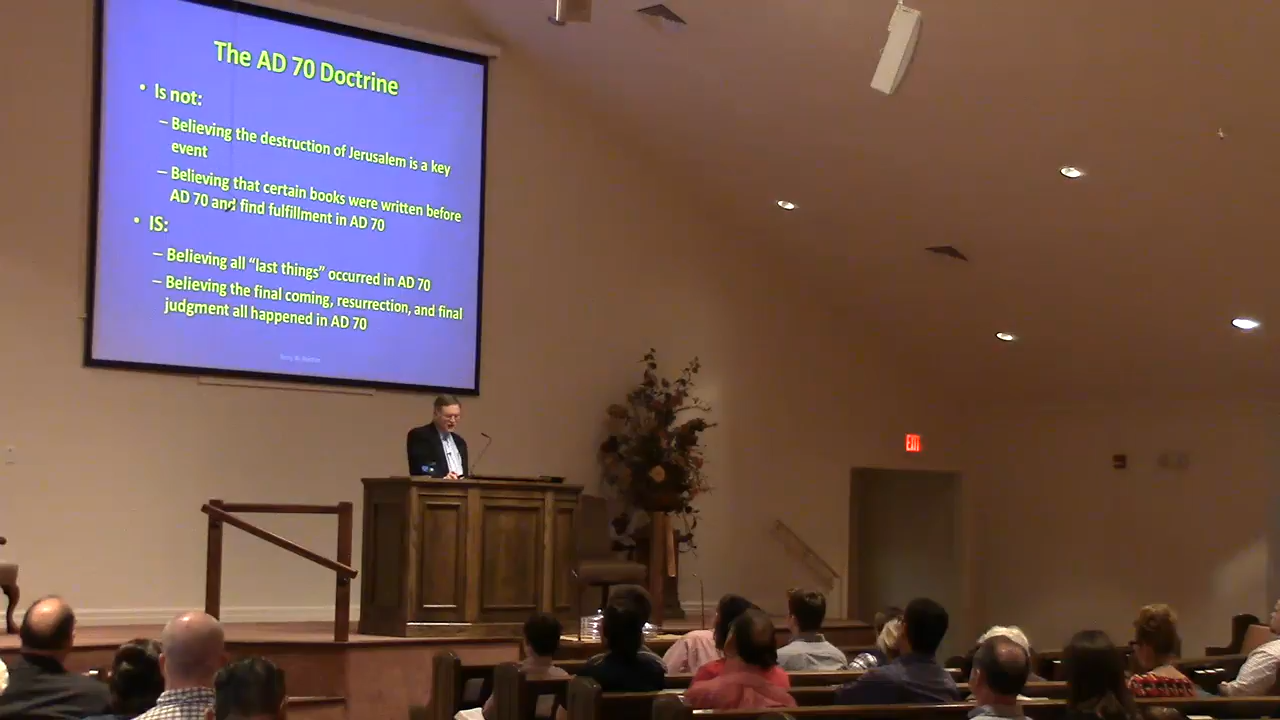 The AD 70 Doctrine
• Is not:
– Believing the destruction of Jerusalem is a key
event
– Believing that certain books were written before
AD 70 and find fulfillment in AD 70
• IS:
– Believing all “last things” occurred in AD 70
– Believing the final coming, resurrection, and final
judgment all happened in AD 70
EXIT